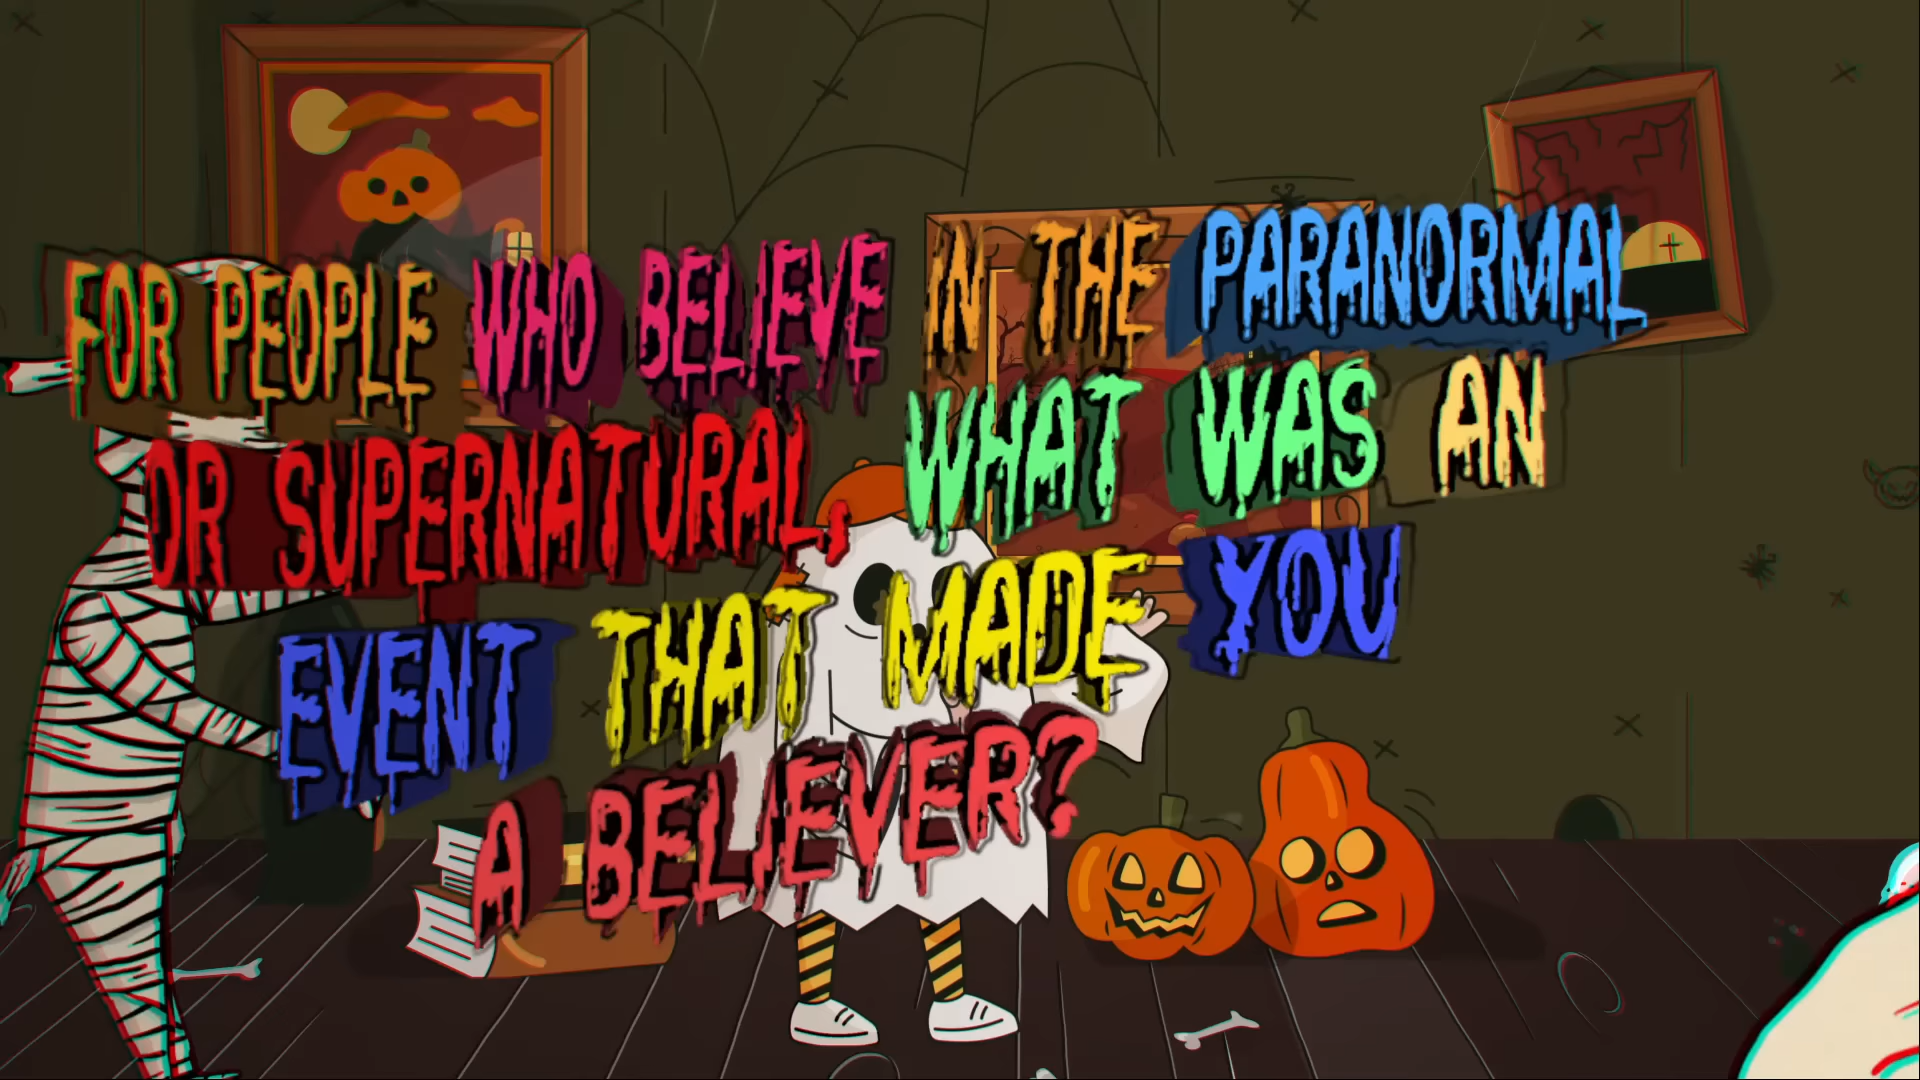 FOR PEOPLE WHO BELIEVE IN THE PARANORMAL
OR SUPERNATURAL, WHAT WAS AN
EVENT THAT MADE YOU
A BELIEVER?